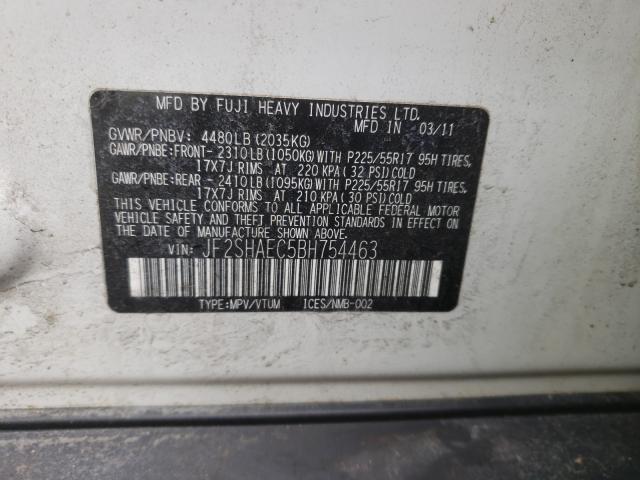 MFD BY FUJI HEAVY INDUSTRIES LTD.
MFD IN 03/11
GVWR/PNBV: 4480LB(2035KG)
GAWR/PNBE:FRONT-2310LB(1050KG)WITH P225/55R17 95H TIRES,
17X7J RIMS AT 220 KPA(32 PSI)COLD
GAWR/PNBE:REAR -2410LB(1095KG)WITH P225/55R17 95H TIRES,
17X7J RIMS AT 210 KPA(30 PSI)COLD
THIS VEHICLE CONFORMS TO ALL APPLICABLE FEDERAL MOTOR
VEHICLE SAFETY AND THEFT PREVENTION STANDARDS IN EFFECT
ON THE DATE OF MANUFACTURE SHOWN ABOVE.
VIN: JF2SHAEC5BH754463
TYPE:MPV/VTUM ICES/NMB-002